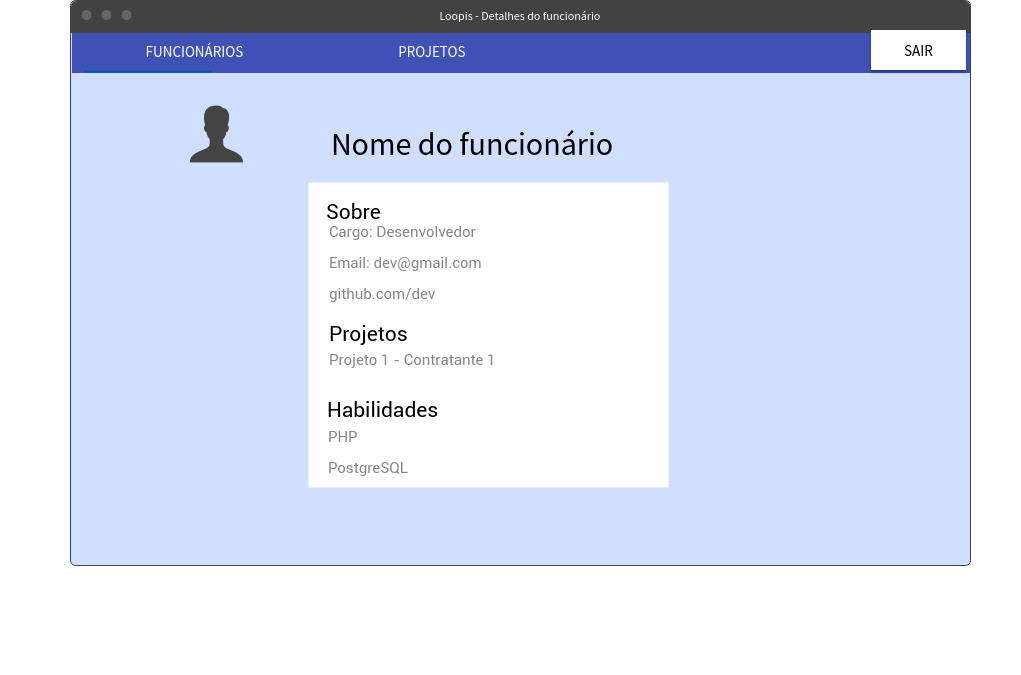 Loopis - Detalhes do funcionário
FUNCIONÁRIOS
PROJETOS
SAIR
Nome do funcionário
Sobre
Cargo: Desenvolvedor
Email: dev@gmail.com
github.com/dev
Projetos
Projeto 1 - Contratante 1
Habilidades
PHP
PostgreSQL